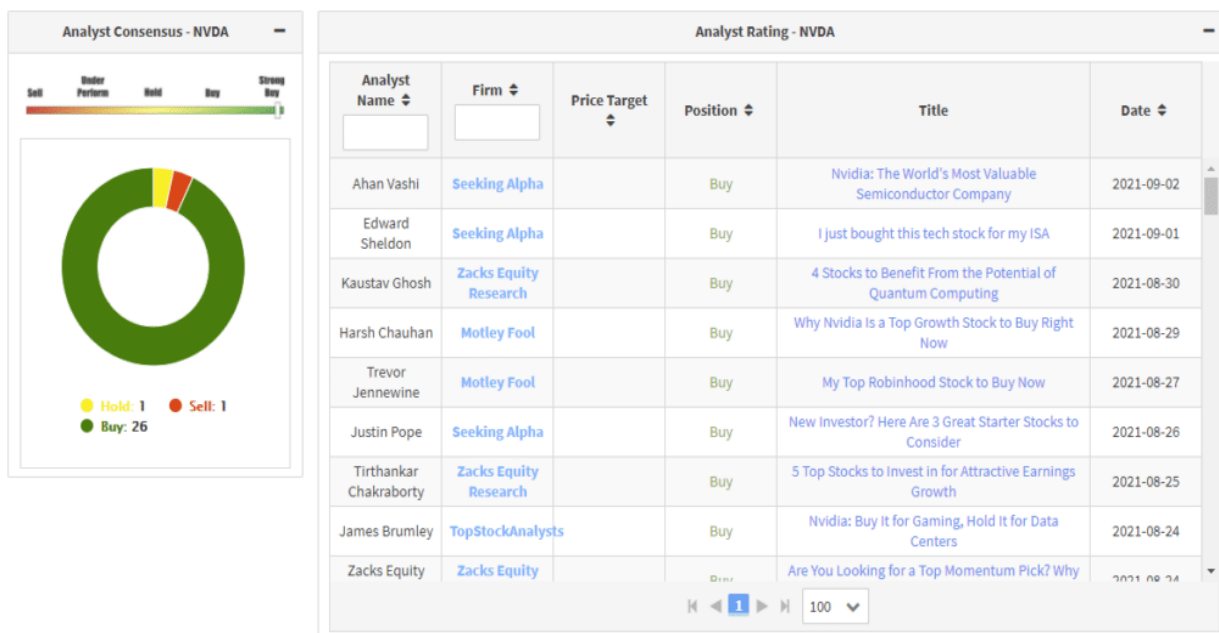 Analyst Consensus - NVDA
Sell
Under
Perform
Hold
Buy
Strong
Buy
Hold: 1
Sell: 1
Buy: 26
Analyst Rating - NVDA
Analyst
Name
Firm
Price Target
Position
Title
Date
Ahan Vashi
Seeking Alpha
Buy
Nvidia: The World's Most Valuable
Semiconductor Company
2021-09-02
Edward
Sheldon
Seeking Alpha
Buy
I just bought this tech stock for my ISA
2021-09-01
Kaustav Ghosh
Zacks Equity
Research
Buy
4 Stocks to Benefit From the Potential of
Quantum Computing
2021-08-30
Harsh Chauhan
Motley Fool
Buy
Why Nvidia Is a Top Growth Stock to Buy Right
Now
2021-08-29
Trevor
Jennewine
Motley Fool
Buy
My Top Robinhood Stock to Buy Now
2021-08-27
Justin Pope
Seeking Alpha
Buy
New Investor? Here Are 3 Great Starter Stocks to
Consider
2021-08-26
Tirthankar
Chakraborty
Zacks Equity
Research
Buy
5 Top Stocks to Invest in for Attractive Earnings
Growth
2021-08-25
James Brumley
TopStockAnalysts
Buy
Nvidia: Buy It for Gaming, Hold It for Data
Centers
2021-08-24
Zacks Equity
Zacks Equity
Buy
Are You Looking for a Top Momentum Pick? Why
2021-08-24
1
100